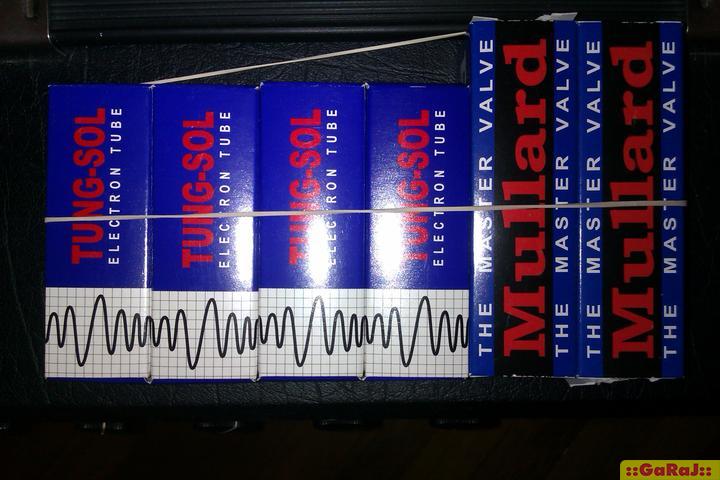 TUNG-SOL
ELECTRON TUBE
TUNG-SOL
ELECTRON TUBE
TUNG-SOL
ELECTRON TUBE
TUNG-SOL
ELECTRON TUBE
THE MASTER VALVE
Mullard
THE MASTER VALVE
THE MASTER VALVE
Mullard
THE MASTER VALVE
::GaRaJ::